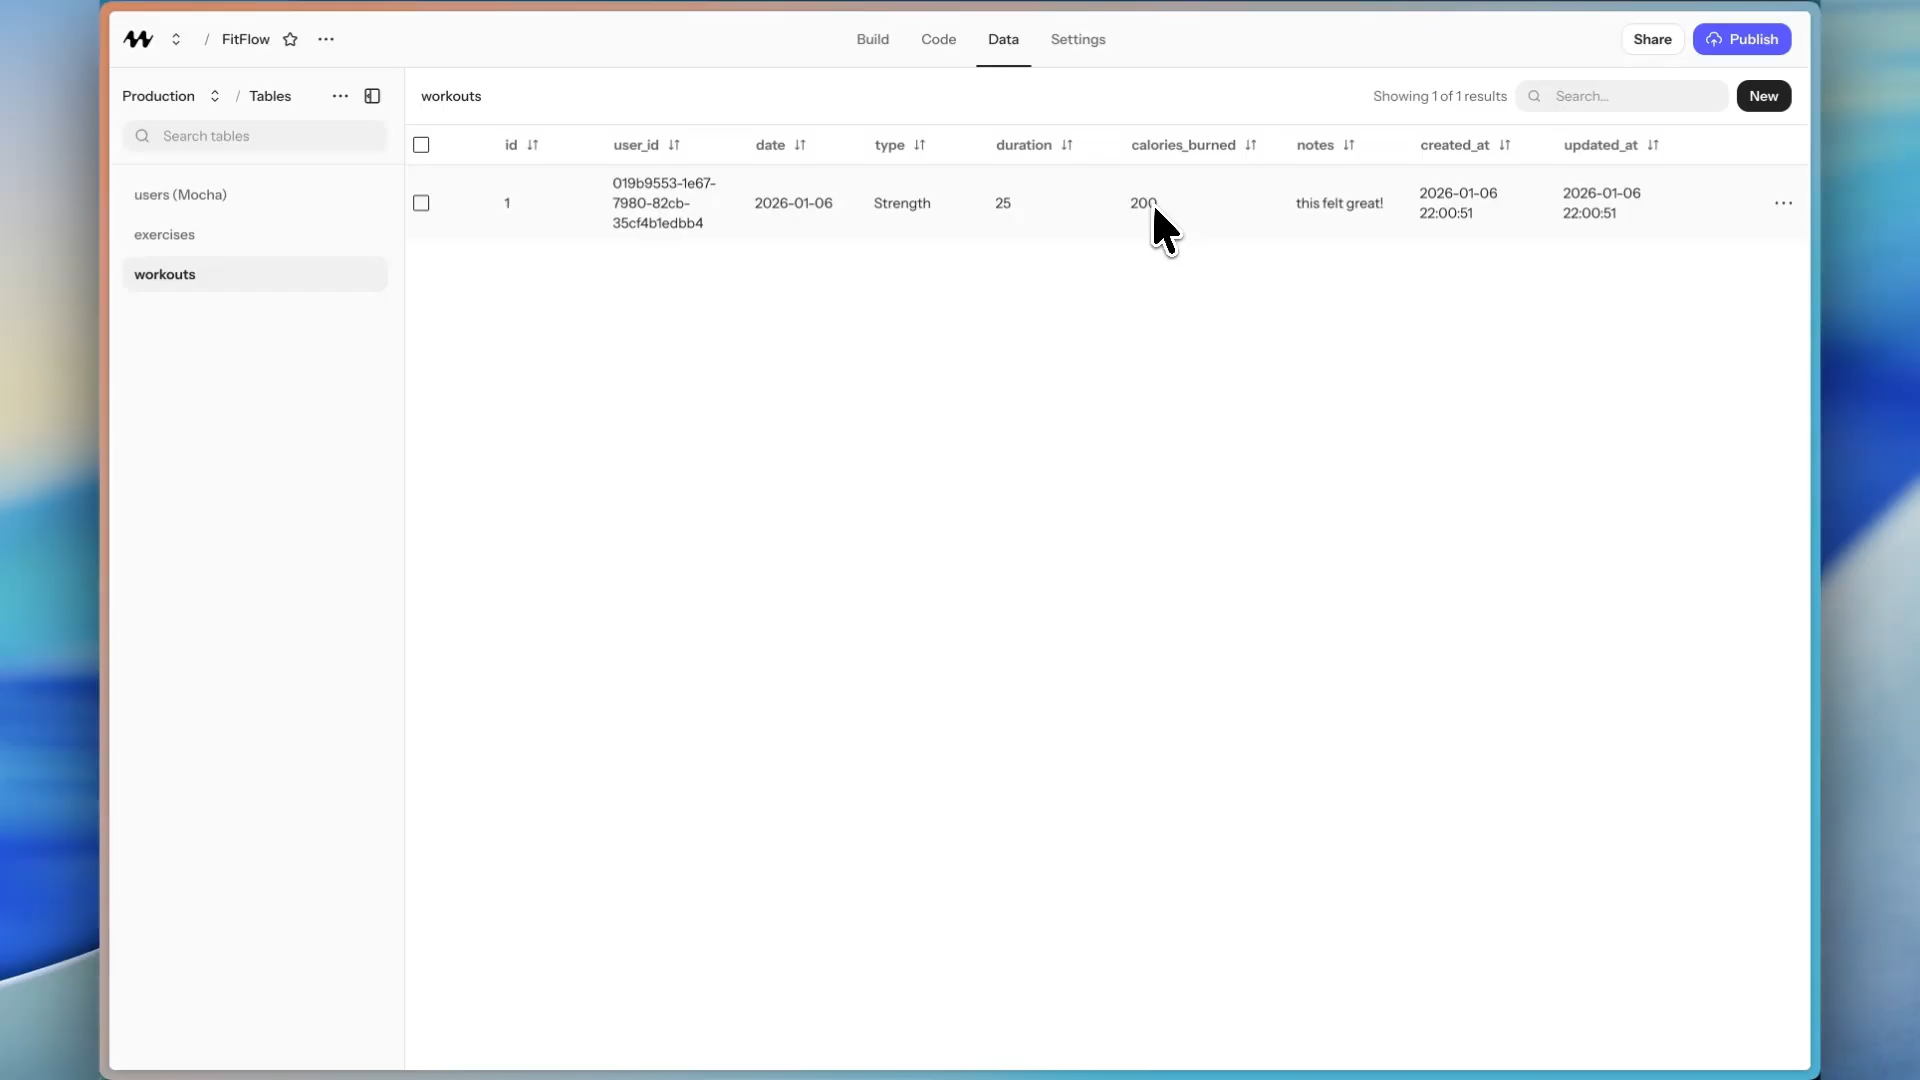 / FitFlow
Build Code Data Settings
Share Publish
Production / Tables
workouts
Showing 1 of 1 results Search... New
Search tables
users (Mocha)
exercises
workouts
id user_id date type duration calories_burned notes created_at updated_at
1 019b9553-1e67-7980-82cb-35cf4b1edbb4 2026-01-06 Strength 25 200 this felt great! 2026-01-06 22:00:51 2026-01-06 22:00:51